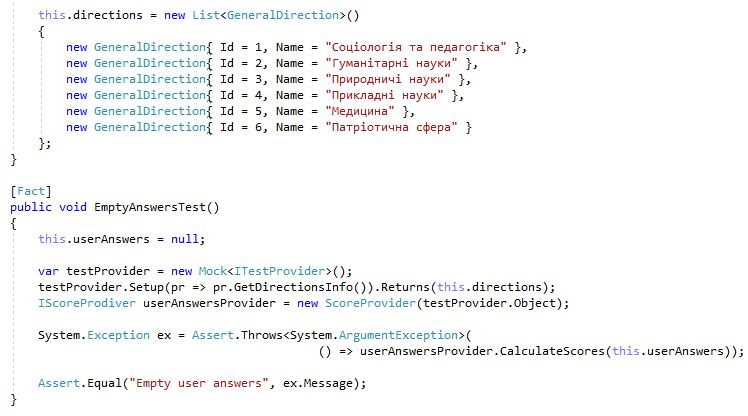 this.directions = new List<GeneralDirection>()
{
new GeneralDirection{ Id = 1, Name = "Соціологія та педагогіка" },
new GeneralDirection{ Id = 2, Name = "Гуманітарні науки" },
new GeneralDirection{ Id = 3, Name = "Природничі науки" },
new GeneralDirection{ Id = 4, Name = "Прикладні науки" },
new GeneralDirection{ Id = 5, Name = "Медицина" },
new GeneralDirection{ Id = 6, Name = "Патріотична сфера" }
};
}
[Fact]
public void EmptyAnswersTest()
{
this.userAnswers = null;
var testProvider = new Mock<ITestProvider>();
testProvider.Setup(pr => pr.GetDirectionsInfo()).Returns(this.directions);
IScoreProdiver userAnswersProvider = new ScoreProvider(testProvider.Object);
System.Exception ex = Assert.Throws<System.ArgumentException>(
() => userAnswersProvider.CalculateScores(this.userAnswers));
Assert.Equal("Empty user answers", ex.Message);
}